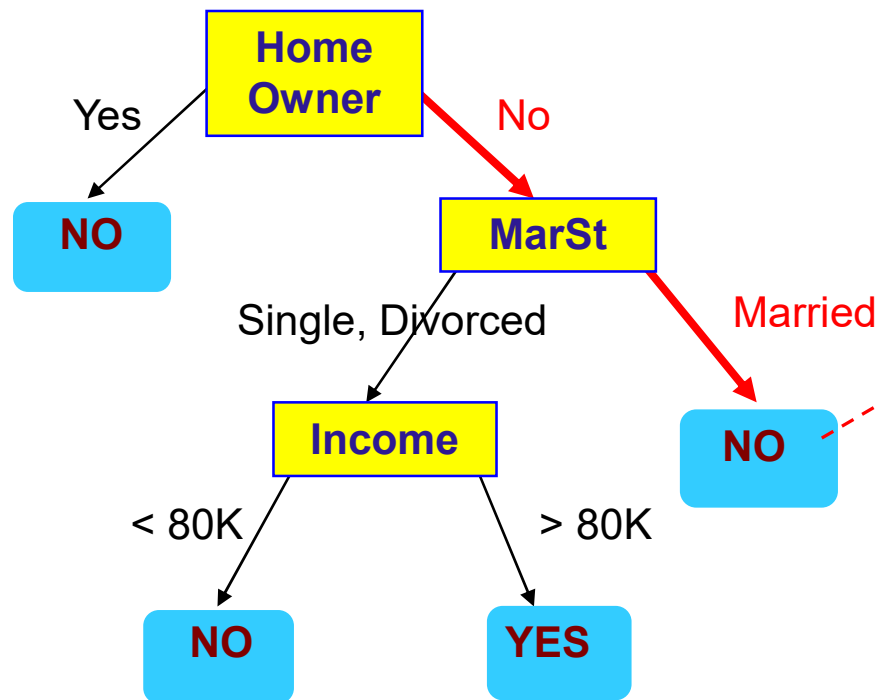 Home
Owner
Yes
No
NO
MarSt
Single, Divorced
Married
Income
NO
< 80K
> 80K
NO
YES